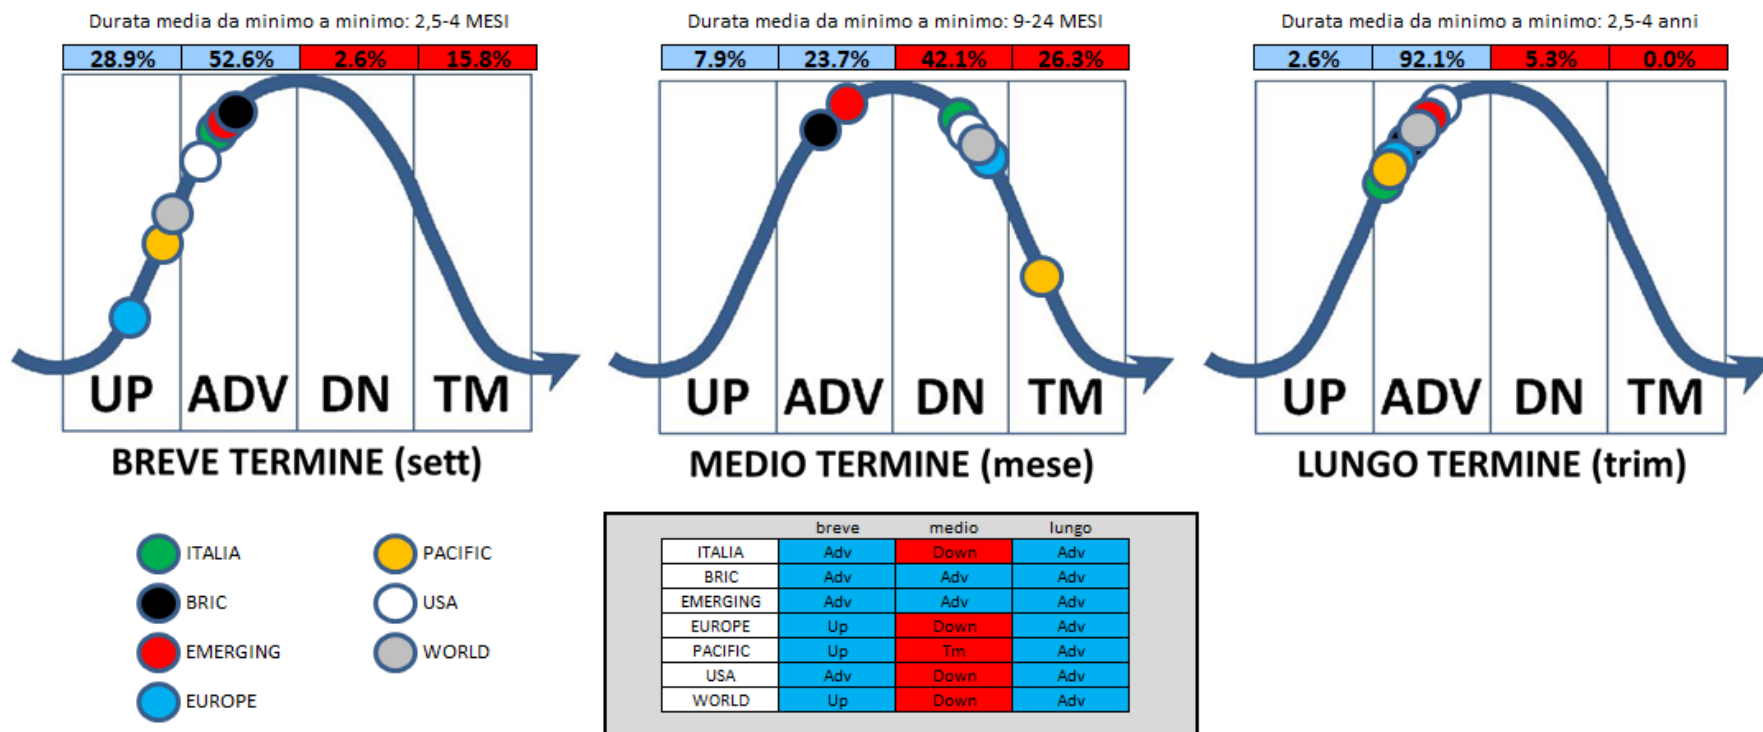 Durata media da minimo a minimo: 2,5-4 MESI
28.9% 52.6% 2.6% 15.8%
UP ADV DN TM
BREVE TERMINE (sett)
Durata media da minimo a minimo: 9-24 MESI
7.9% 23.7% 42.1% 26.3%
UP ADV DN TM
MEDIO TERMINE (mese)
Durata media da minimo a minimo: 2,5-4 anni
2.6% 92.1% 5.3% 0.0%
UP ADV DN TM
LUNGO TERMINE (trim)
ITALIA
BRIC
EMERGING
EUROPE
PACIFIC
USA
WORLD
breve medio lungo
ITALIA Adv Down Adv
BRIC Adv Adv Adv
EMERGING Adv Adv Adv
EUROPE Up Down Adv
PACIFIC Up Tm Adv
USA Adv Down Adv
WORLD Up Down Adv